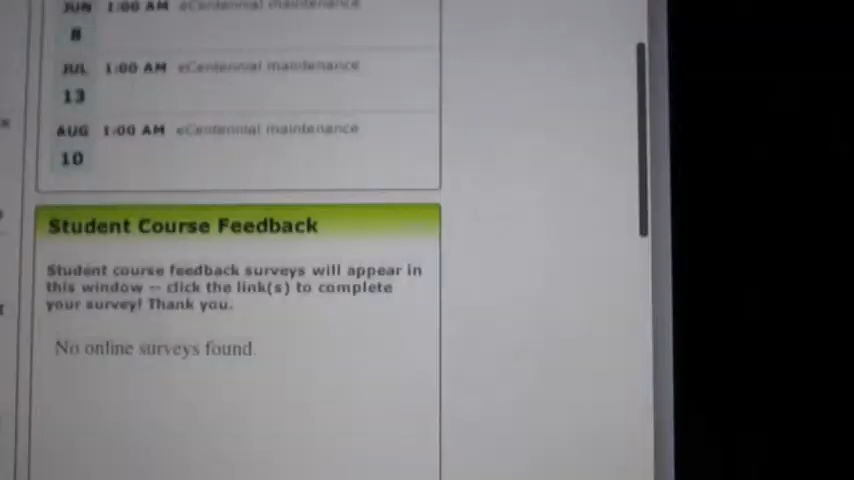 JUN 1:00 AM eCentennial maintenance
8
JUL 1:00 AM eCentennial maintenance
13
AUG 1:00 AM eCentennial maintenance
10
Student Course Feedback
Student course feedback surveys will appear in
this window -- click the link(s) to complete
your survey! Thank you.
No online surveys found.